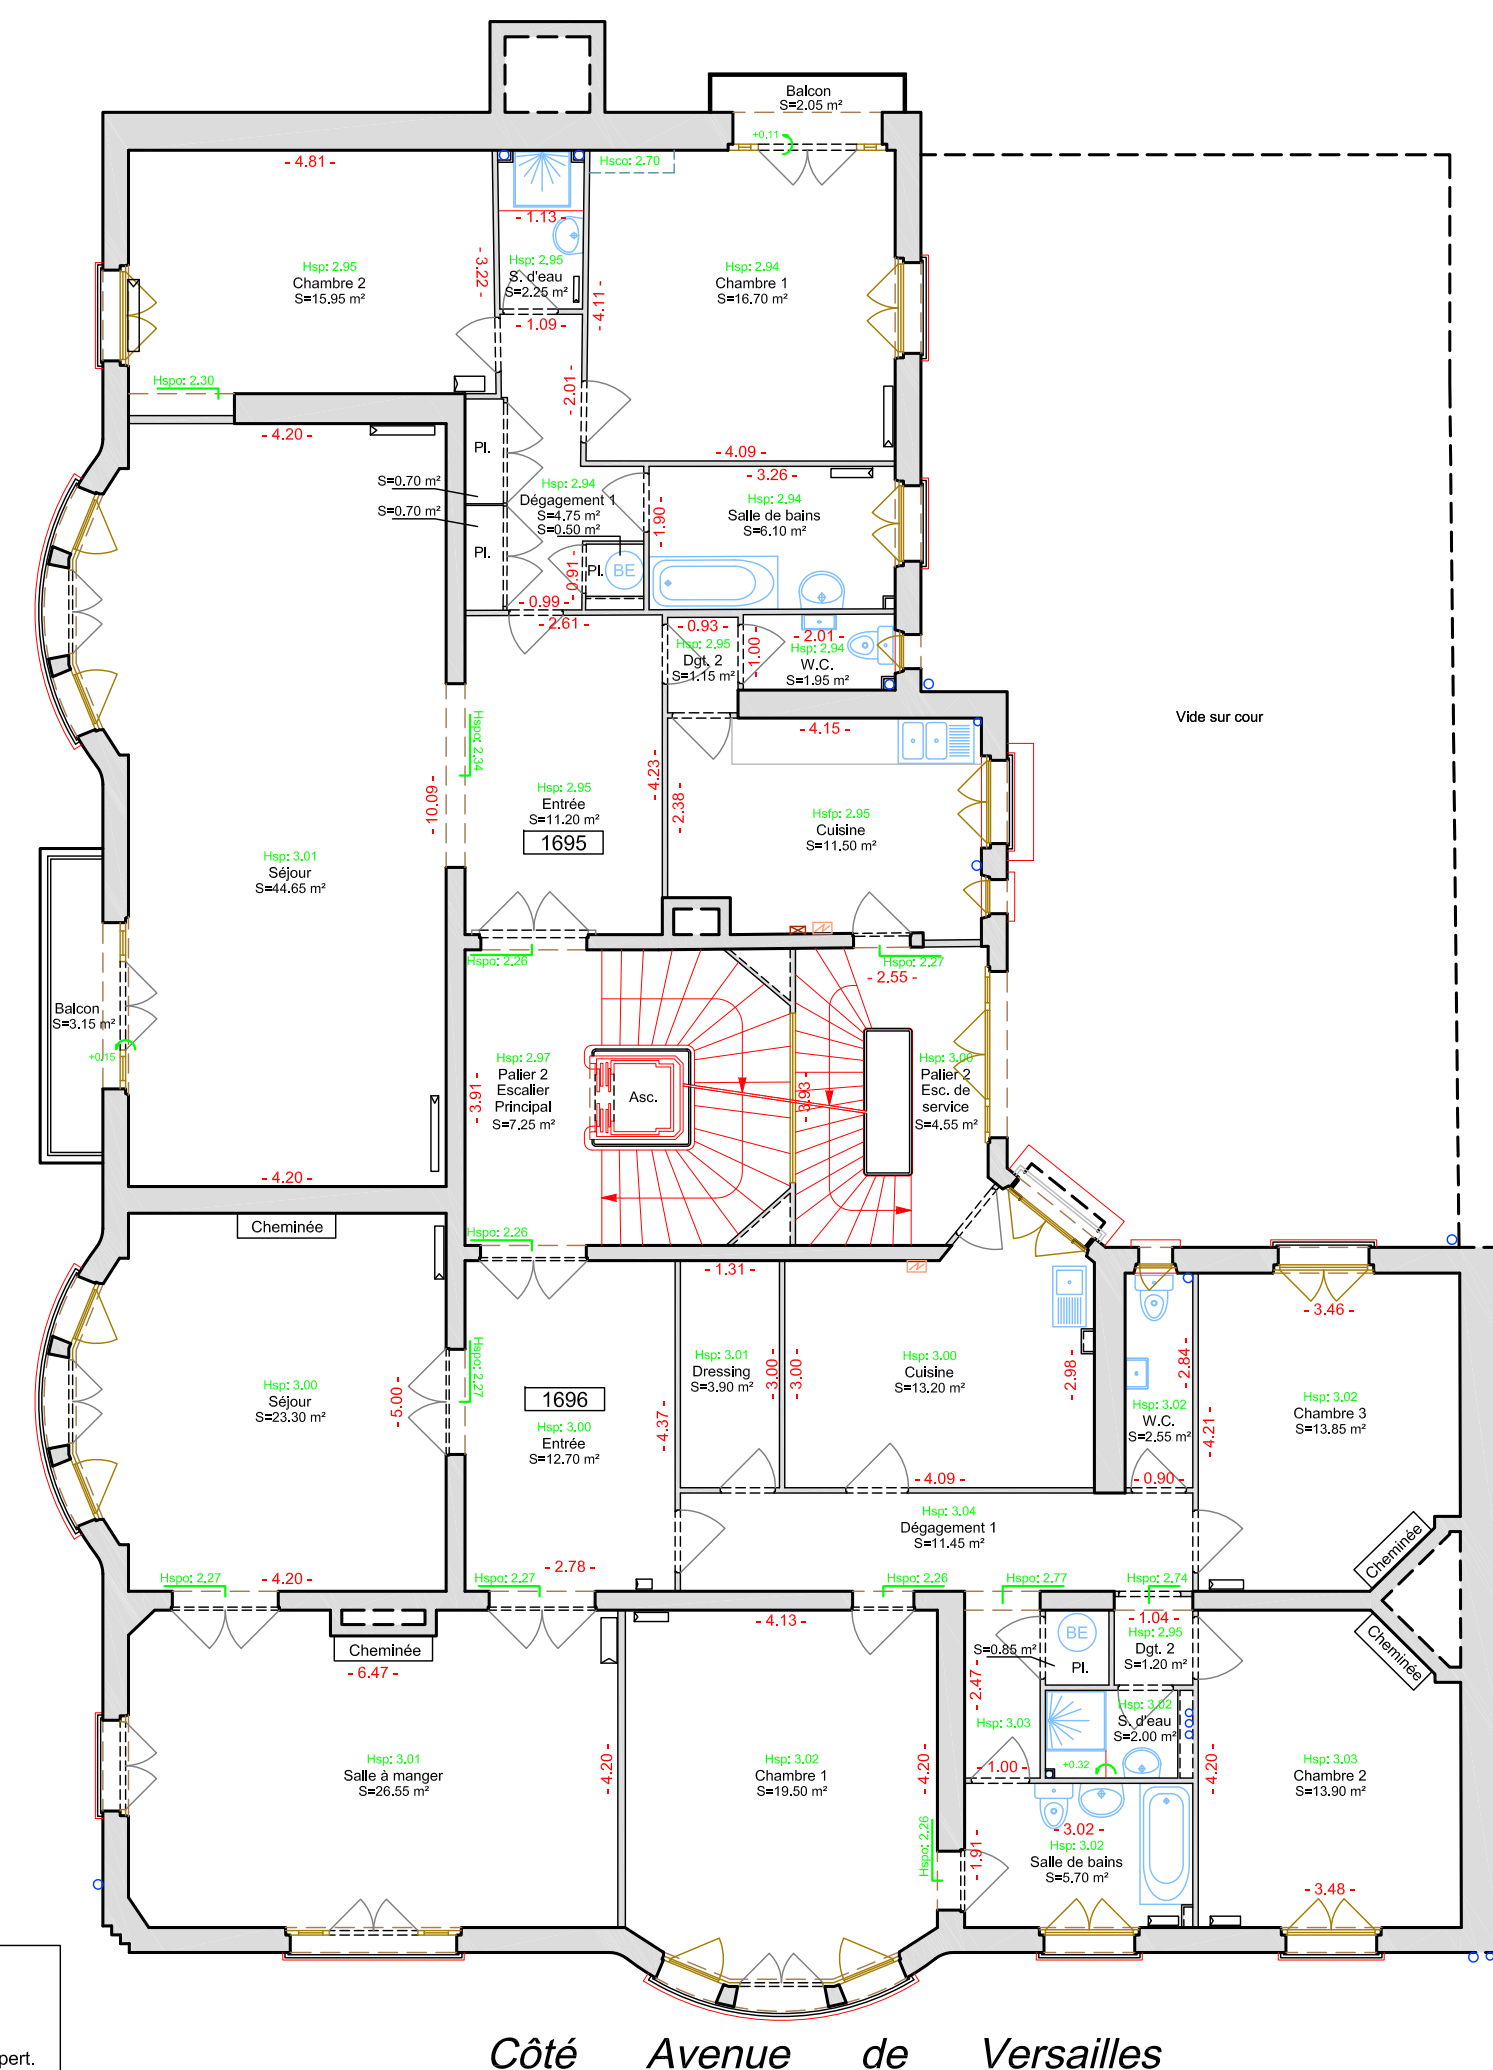 Balcon
S=2.05 m²
+0,11
- 4.81 -
Hsco: 2.70
- 1.13 -
Hsp: 2.95
Chambre 2
S=15.95 m²
- 3.22 -
Hsp: 2.95
S. d'eau
S=2.25 m²
- 1.09 -
- 4.11 -
Hsp: 2.94
Chambre 1
S=16.70 m²
Hspo: 2.30
- 2.01 -
- 4.20 -
Pl.
- 4.09 -
- 3.26 -
S=0.70 m²
S=0.70 m²
Hsp: 2.94
Dégagement 1
S=4.75 m²
S=0.50 m²
- 1.90 -
Hsp: 2.94
Salle de bains
S=6.10 m²
Pl.
- 0.91 -
Pl.
BE
- 0.99 -
- 2.61 -
- 0.93 -
Hsp: 2.95
Dgt. 2
S=1.15 m²
- 1.00 -
- 2.01 -
Hsp: 2.94
W.C.
S=1.95 m²
Vide sur cour
Hspo: 2.34
- 4.15 -
- 10.09 -
- 4.23 -
- 2.38 -
Hsp: 2.95
Entrée
S=11.20 m²
1695
Hsfp: 2.95
Cuisine
S=11.50 m²
Hsp: 3.01
Séjour
S=44.65 m²
Hspo: 2.26
Hspo: 2.27
- 2.55 -
Balcon
S=3.15 m²
+0.15
- 3.91 -
Hsp: 2.97
Palier 2
Escalier
Principal
S=7.25 m²
Asc.
- 3.93 -
Hsp: 3.00
Palier 2
Esc. de
service
S=4.55 m²
- 4.20 -
Cheminée
Hspo: 2.26
- 1.31 -
- 3.46 -
Hspo: 2.27
Hsp: 3.00
Séjour
S=23.30 m²
- 5.00 -
1696
Hsp: 3.00
Entrée
S=12.70 m²
- 4.37 -
Hsp: 3.01
Dressing
S=3.90 m²
- 3.00 -
- 3.00 -
Hsp: 3.00
Cuisine
S=13.20 m²
- 2.98 -
- 2.84 -
Hsp: 3.02
W.C.
S=2.55 m²
- 4.21 -
Hsp: 3.02
Chambre 3
S=13.85 m²
- 4.09 -
- 0.90 -
Hsp: 3.04
Dégagement 1
S=11.45 m²
Cheminée
Hspo: 2.27
- 4.20 -
Hspo: 2.27
- 2.78 -
Hspo: 2.26
Hspo: 2.77
Hspo: 2.74
Cheminée
- 6.47 -
- 4.13 -
BE
S=0.85 m²
Pl.
- 1.04 -
Hsp: 2.95
Dgt. 2
S=1.20 m²
Cheminée
- 2.47 -
Hsp: 3.03
Hsp: 3.02
S. d'eau
S=2.00 m²
+0.32
- 1.00 -
Hsp: 3.01
Salle à manger
S=26.55 m²
- 4.20 -
Hsp: 3.02
Chambre 1
S=19.50 m²
- 4.20 -
- 4.20 -
Hsp: 3.03
Chambre 2
S=13.90 m²
Hspo: 2.26
- 1.91 -
- 3.02 -
Hsp: 3.02
Salle de bains
S=5.70 m²
- 3.48 -
pert.
Côté Avenue de Versailles